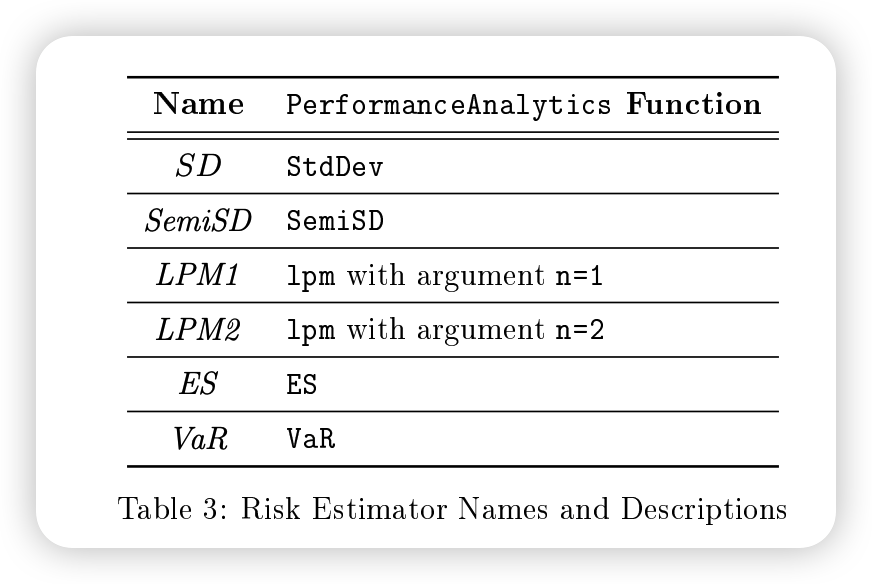 Name PerformanceAnalytics Function
SD StdDev
SemiSD SemiSD
LPM1 lpm with argument n=1
LPM2 lpm with argument n=2
ES ES
VaR VaR
Table 3: Risk Estimator Names and Descriptions